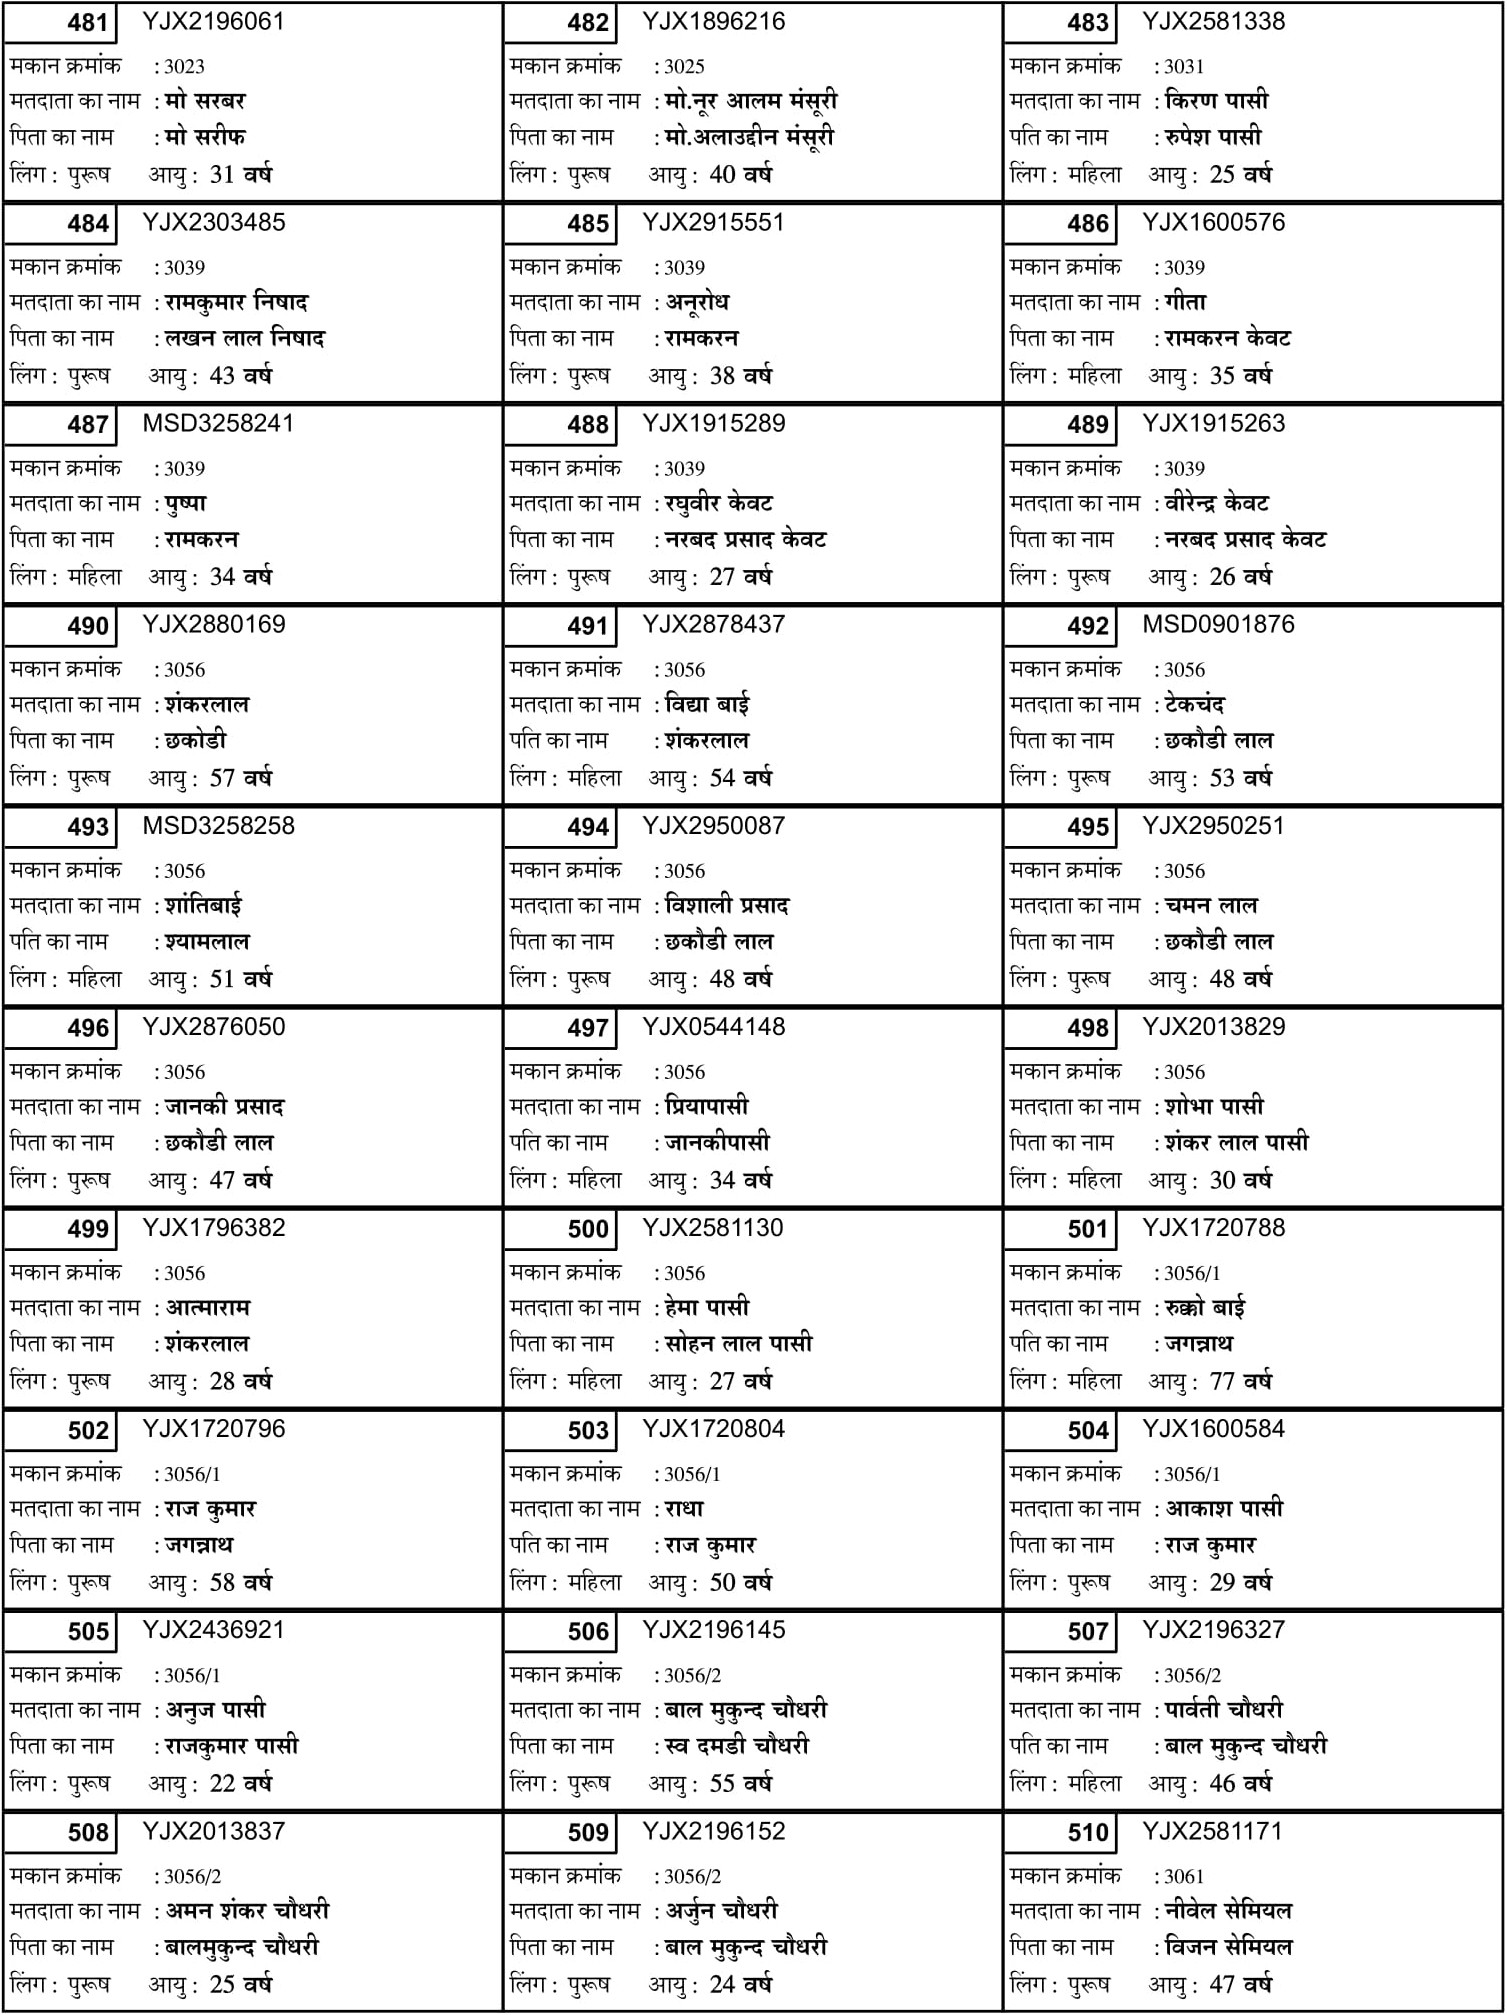 481 YJX2196061
मकान क्रमांक : 3023
मतदाता का नाम : मो सरबर
पिता का नाम : मो सरीफ
लिंग : पुरूष आयु : 31 वर्ष
482 YJX1896216
मकान क्रमांक : 3025
मतदाता का नाम : मो.नूर आलम मंसूरी
पिता का नाम : मो.अलाउद्दीन मंसूरी
लिंग : पुरूष आयु : 40 वर्ष
483 YJX2581338
मकान क्रमांक : 3031
मतदाता का नाम : किरण पासी
पति का नाम : रुपेश पासी
लिंग : महिला आयु : 25 वर्ष
484 YJX2303485
मकान क्रमांक : 3039
मतदाता का नाम : रामकुमार निषाद
पिता का नाम : लखन लाल निषाद
लिंग : पुरूष आयु : 43 वर्ष
485 YJX2915551
मकान क्रमांक : 3039
मतदाता का नाम : अनूरोध
पिता का नाम : रामकरन
लिंग : पुरूष आयु : 38 वर्ष
486 YJX1600576
मकान क्रमांक : 3039
मतदाता का नाम : गीता
पिता का नाम : रामकरन केवट
लिंग : महिला आयु : 35 वर्ष
487 MSD3258241
मकान क्रमांक : 3039
मतदाता का नाम : पुष्पा
पिता का नाम : रामकरन
लिंग : महिला आयु : 34 वर्ष
488 YJX1915289
मकान क्रमांक : 3039
मतदाता का नाम : रघुवीर केवट
पिता का नाम : नरबद प्रसाद केवट
लिंग : पुरूष आयु : 27 वर्ष
489 YJX1915263
मकान क्रमांक : 3039
मतदाता का नाम : वीरेन्द्र केवट
पिता का नाम : नरबद प्रसाद केवट
लिंग : पुरूष आयु : 26 वर्ष
490 YJX2880169
मकान क्रमांक : 3056
मतदाता का नाम : शंकरलाल
पिता का नाम : छकोडी
लिंग : पुरूष आयु : 57 वर्ष
491 YJX2878437
मकान क्रमांक : 3056
मतदाता का नाम : विद्या बाई
पति का नाम : शंकरलाल
लिंग : महिला आयु : 54 वर्ष
492 MSD0901876
मकान क्रमांक : 3056
मतदाता का नाम : टेकचंद
पिता का नाम : छकौडी लाल
लिंग : पुरूष आयु : 53 वर्ष
493 MSD3258258
मकान क्रमांक : 3056
मतदाता का नाम : शांतिबाई
पति का नाम : श्यामलाल
लिंग : महिला आयु : 51 वर्ष
494 YJX2950087
मकान क्रमांक : 3056
मतदाता का नाम : विशाली प्रसाद
पिता का नाम : छकौडी लाल
लिंग : पुरूष आयु : 48 वर्ष
495 YJX2950251
मकान क्रमांक : 3056
मतदाता का नाम : चमन लाल
पिता का नाम : छकौडी लाल
लिंग : पुरूष आयु : 48 वर्ष
496 YJX2876050
मकान क्रमांक : 3056
मतदाता का नाम : जानकी प्रसाद
पिता का नाम : छकौडी लाल
लिंग : पुरूष आयु : 47 वर्ष
497 YJX0544148
मकान क्रमांक : 3056
मतदाता का नाम : प्रियापासी
पति का नाम : जानकीपासी
लिंग : महिला आयु : 34 वर्ष
498 YJX2013829
मकान क्रमांक : 3056
मतदाता का नाम : शोभा पासी
पिता का नाम : शंकर लाल पासी
लिंग : महिला आयु : 30 वर्ष
499 YJX1796382
मकान क्रमांक : 3056
मतदाता का नाम : आत्माराम
पिता का नाम : शंकरलाल
लिंग : पुरूष आयु : 28 वर्ष
500 YJX2581130
मकान क्रमांक : 3056
मतदाता का नाम : हेमा पासी
पिता का नाम : सोहन लाल पासी
लिंग : महिला आयु : 27 वर्ष
501 YJX1720788
मकान क्रमांक : 3056/1
मतदाता का नाम : रुक्को बाई
पति का नाम : जगन्नाथ
लिंग : महिला आयु : 77 वर्ष
502 YJX1720796
मकान क्रमांक : 3056/1
मतदाता का नाम : राज कुमार
पिता का नाम : जगन्नाथ
लिंग : पुरूष आयु : 58 वर्ष
503 YJX1720804
मकान क्रमांक : 3056/1
मतदाता का नाम : राधा
पति का नाम : राज कुमार
लिंग : महिला आयु : 50 वर्ष
504 YJX1600584
मकान क्रमांक : 3056/1
मतदाता का नाम : आकाश पासी
पिता का नाम : राज कुमार
लिंग : पुरूष आयु : 29 वर्ष
505 YJX2436921
मकान क्रमांक : 3056/1
मतदाता का नाम : अनुज पासी
पिता का नाम : राजकुमार पासी
लिंग : पुरूष आयु : 22 वर्ष
506 YJX2196145
मकान क्रमांक : 3056/2
मतदाता का नाम : बाल मुकुन्द चौधरी
पिता का नाम : स्व दमडी चौधरी
लिंग : पुरूष आयु : 55 वर्ष
507 YJX2196327
मकान क्रमांक : 3056/2
मतदाता का नाम : पार्वती चौधरी
पति का नाम : बाल मुकुन्द चौधरी
लिंग : महिला आयु : 46 वर्ष
508 YJX2013837
मकान क्रमांक : 3056/2
मतदाता का नाम : अमन शंकर चौधरी
पिता का नाम : बालमुकुन्द चौधरी
लिंग : पुरूष आयु : 25 वर्ष
509 YJX2196152
मकान क्रमांक : 3056/2
मतदाता का नाम : अर्जुन चौधरी
पिता का नाम : बाल मुकुन्द चौधरी
लिंग : पुरूष आयु : 24 वर्ष
510 YJX2581171
मकान क्रमांक : 3061
मतदाता का नाम : नीवेल सेमियल
पिता का नाम : विजन सेमियल
लिंग : पुरूष आयु : 47 वर्ष